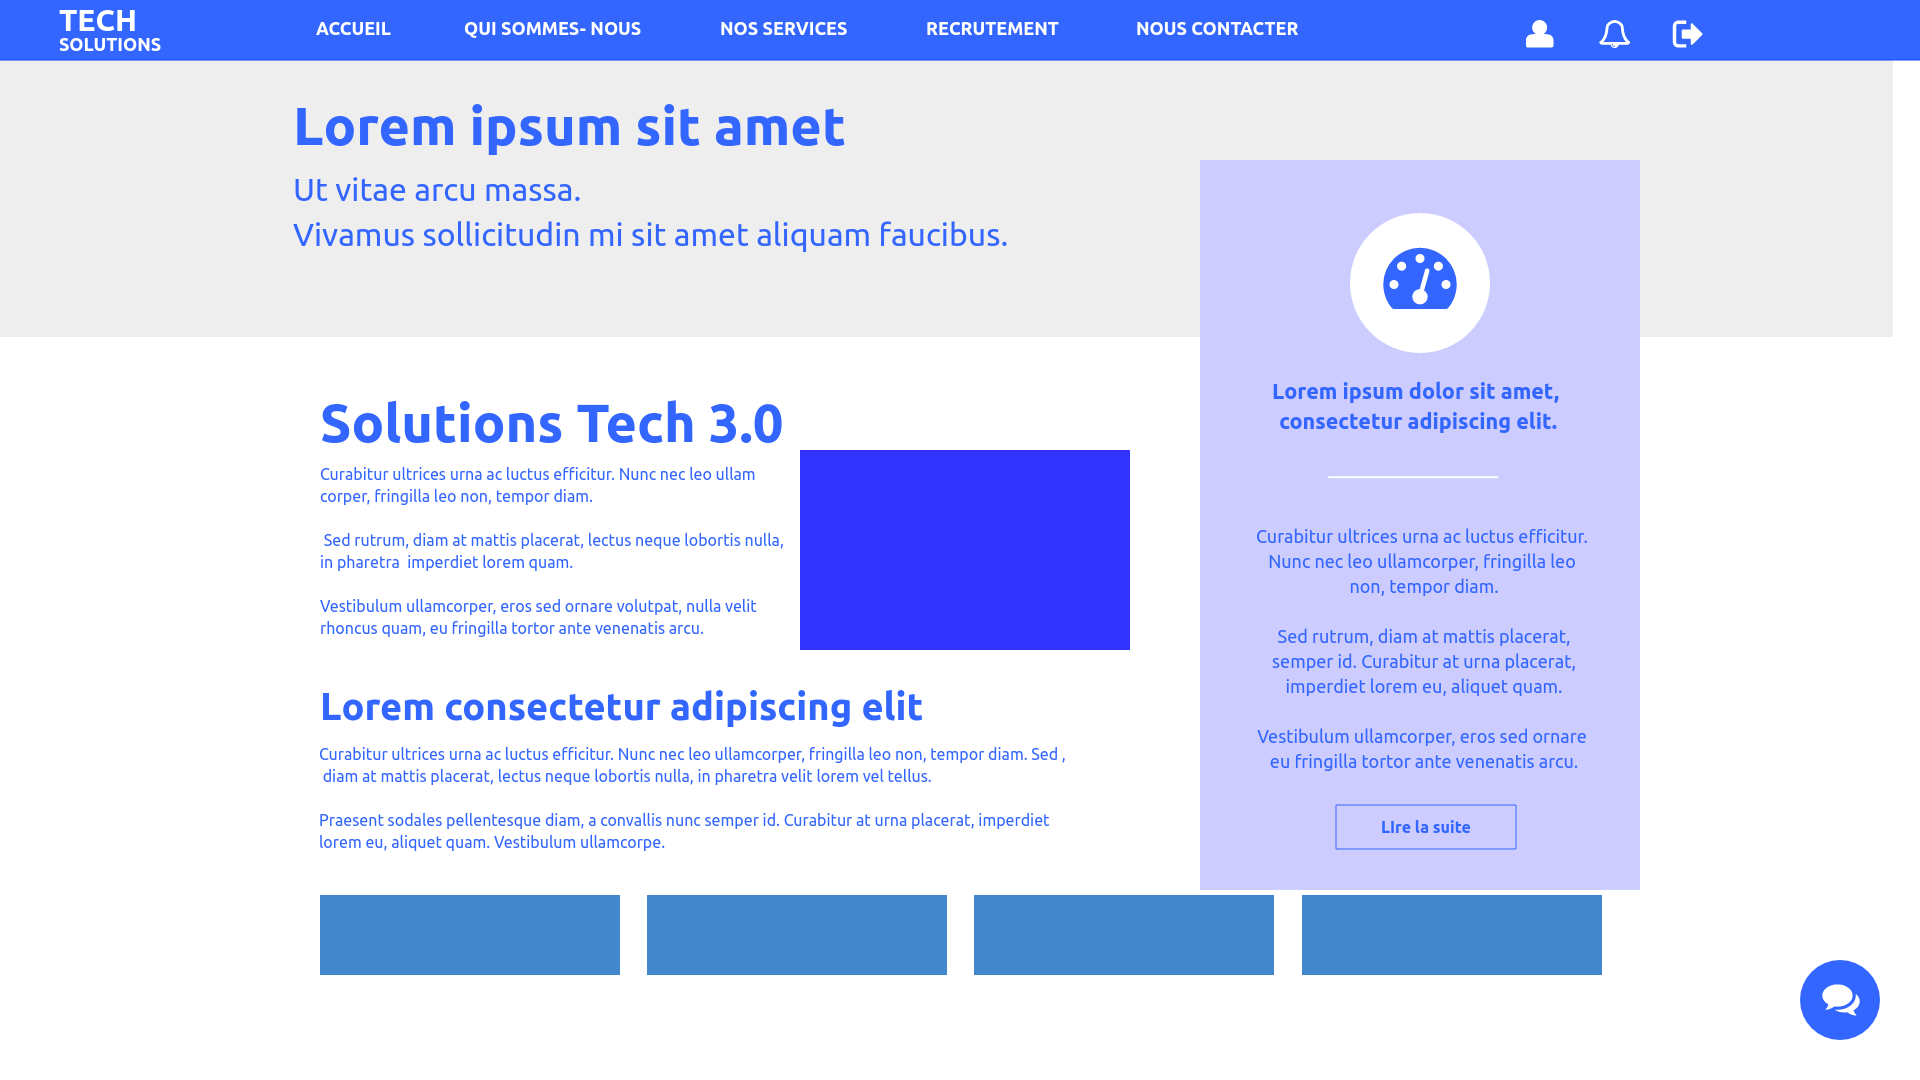 TECH
SOLUTIONS
ACCUEIL
QUI SOMMES- NOUS
NOS SERVICES
RECRUTEMENT
NOUS CONTACTER
Lorem ipsum sit amet
Ut vitae arcu massa.
Vivamus sollicitudin mi sit amet aliquam faucibus.
Solutions Tech 3.0
Curabitur ultrices urna ac luctus efficitur. Nunc nec leo ullam
corper, fringilla leo non, tempor diam.
Sed rutrum, diam at mattis placerat, lectus neque lobortis nulla,
in pharetra  imperdiet lorem quam.
Vestibulum ullamcorper, eros sed ornare volutpat, nulla velit
rhoncus quam, eu fringilla tortor ante venenatis arcu.
Lorem consectetur adipiscing elit
Curabitur ultrices urna ac luctus efficitur. Nunc nec leo ullamcorper, fringilla leo non, tempor diam. Sed ,
diam at mattis placerat, lectus neque lobortis nulla, in pharetra velit lorem vel tellus.
Praesent sodales pellentesque diam, a convallis nunc semper id. Curabitur at urna placerat, imperdiet
lorem eu, aliquet quam. Vestibulum ullamcorpe.
Lorem ipsum dolor sit amet,
consectetur adipiscing elit.
Curabitur ultrices urna ac luctus efficitur.
Nunc nec leo ullamcorper, fringilla leo
non, tempor diam.
Sed rutrum, diam at mattis placerat,
semper id. Curabitur at urna placerat,
imperdiet lorem eu, aliquet quam.
Vestibulum ullamcorper, eros sed ornare
eu fringilla tortor ante venenatis arcu.
LIre la suite